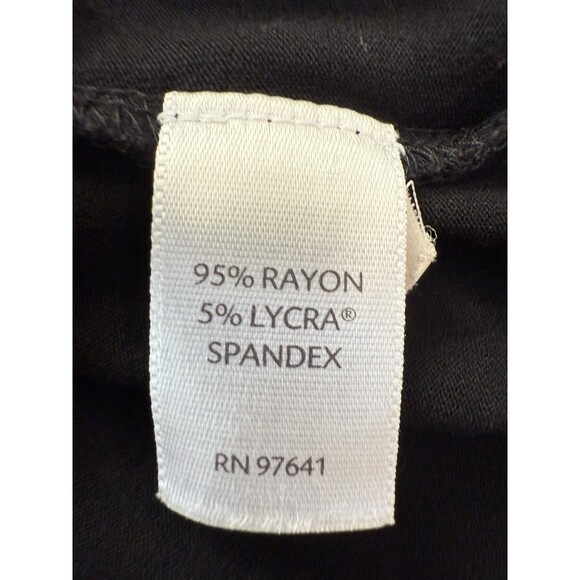 95% RAYON
5% LYCRA®
SPANDEX
RN 97641